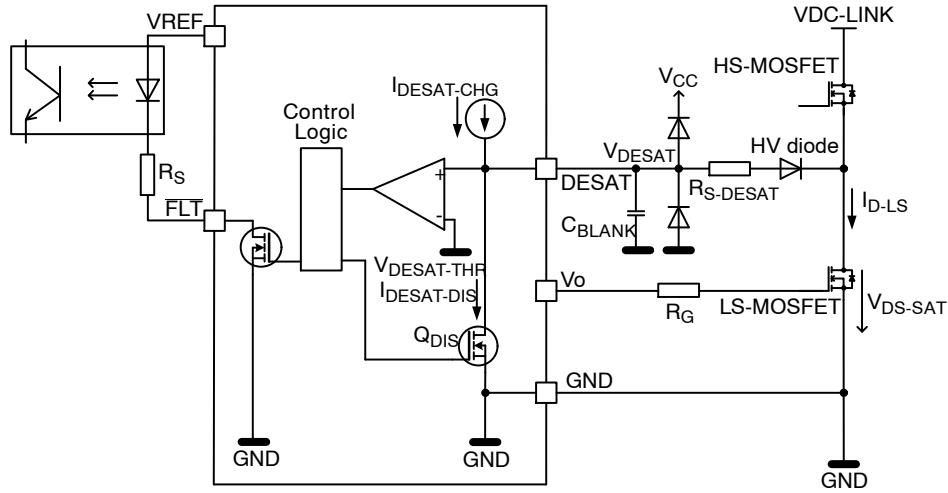 VREF
VDC-LINK
HS-MOSFET
IDESAT-CHG
VCC
Control
Logic
HV diode
VDESAT
RS
DESAT
RS-DESAT
ID-LS
FLT
+
-
CBLANK
VDESAT-THR
IDESAT-DIS
Vo
RG
LS-MOSFET
VDS-SAT
QDIS
GND
GND
GND
GND